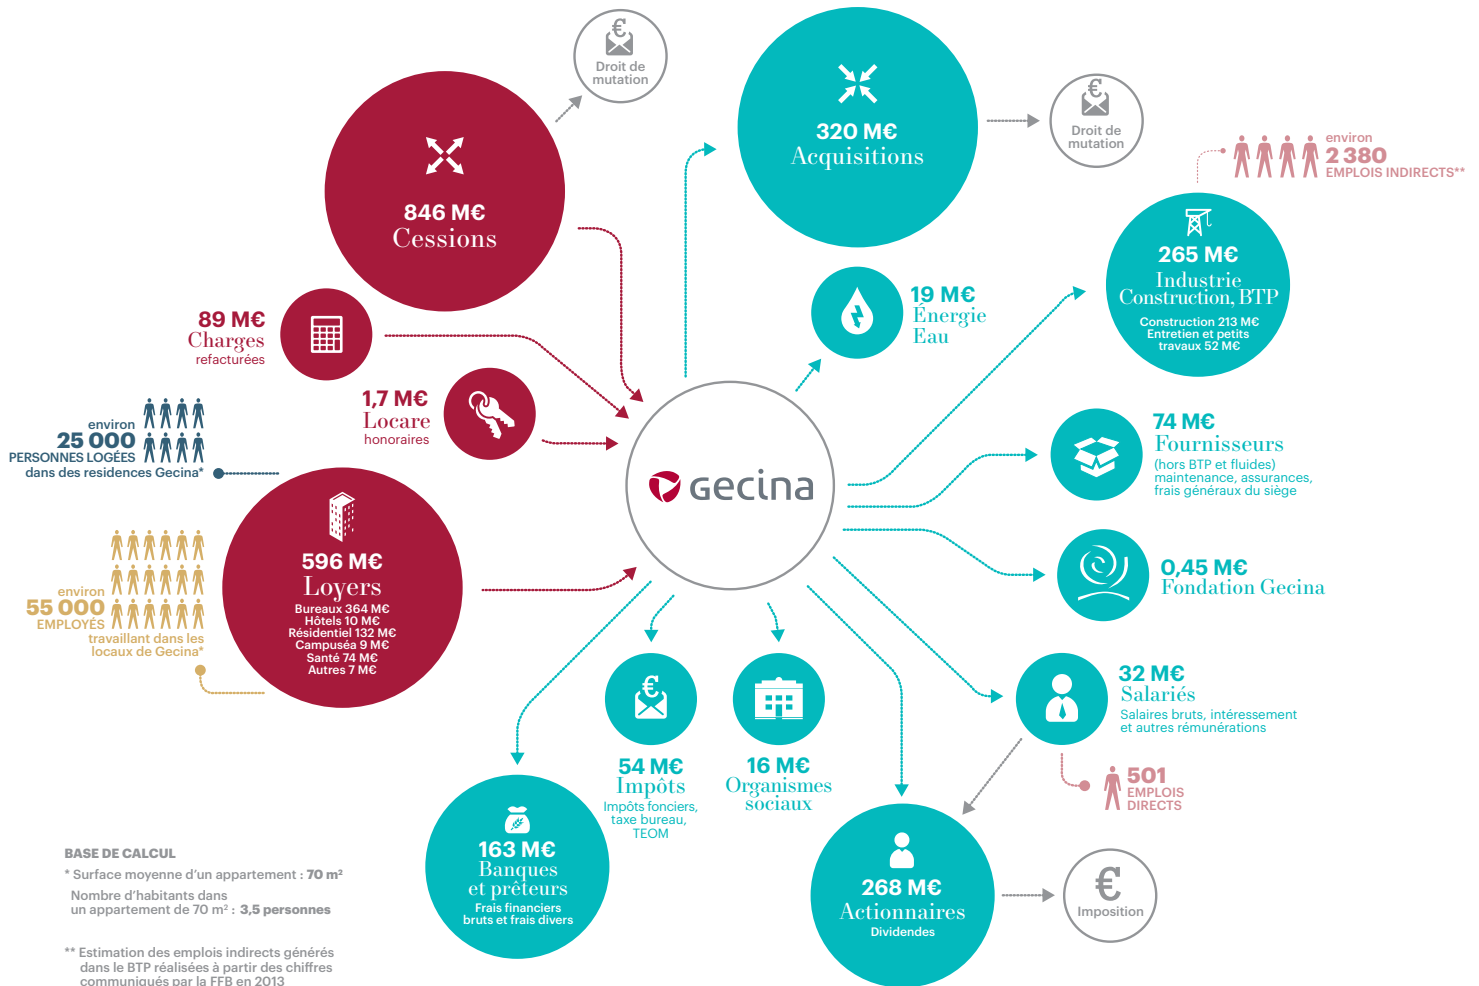 €
Droit de
mutation
846 M€
Cessions
320 M€
Acquisitions
€
Droit de
mutation
environ
2 380
EMPLOIS INDIRECTS**
265 M€
Industrie
Construction, BTP
Construction 213 M€
Entretien et petits
travaux 52 M€
89 M€
Charges
refacturées
19 M€
Énergie
Eau
1,7 M€
Locare
honoraires
environ
25 000
PERSONNES LOGÉES
dans des residences Gecina*
74 M€
Fournisseurs
(hors BTP et fluides)
maintenance, assurances,
frais généraux du siège
gecina
596 M€
Loyers
Bureaux 364 M€
Hôtels 10 M€
Résidentiel 132 M€
Campuséa 9 M€
Santé 74 M€
Autres 7 M€
environ
55 000
EMPLOYÉS
travaillant dans les
locaux de Gecina*
0,45 M€
Fondation Gecina
32 M€
Salariés
Salaires bruts, intéressement
et autres rémunérations
501
EMPLOIS
DIRECTS
€
54 M€
Impôts
Impôts fonciers,
taxe bureau,
TEOM
16 M€
Organismes
sociaux
163 M€
Banques
et prêteurs
Frais financiers
bruts et frais divers
268 M€
Actionnaires
Dividendes
€
Imposition
BASE DE CALCUL
* Surface moyenne d'un appartement : 70 m²
Nombre d'habitants dans
un appartement de 70 m² : 3,5 personnes
** Estimation des emplois indirects générés
dans le BTP réalisées à partir des chiffres
communiqués par la FFB en 2013